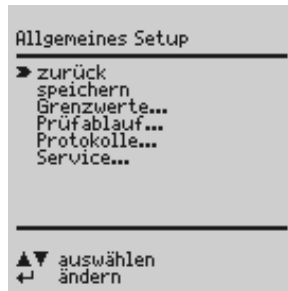 Allgemeines Setup
zurück
speichern
Grenzwerte...
Prüfablauf...
Protokolle...
Service...
▲▼ auswählen
↵ ändern